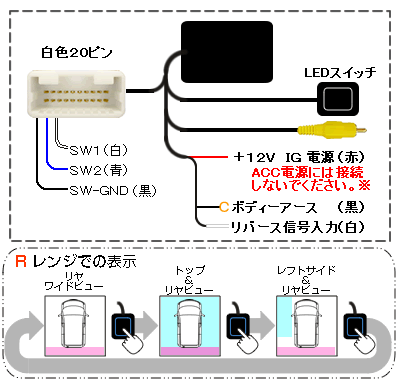 白色20ピン
LEDスイッチ
SW1(白)
SW2(青)
SW-GND(黒)
+12V IG 電源(赤)
ACC電源には接続
しないでください。※
ボディーアース (黒)
リバース信号入力(白)
R レンジでの表示
リヤ
ワイドビュー
トップ
&
リヤビュー
レフトサイド
&
リヤビュー